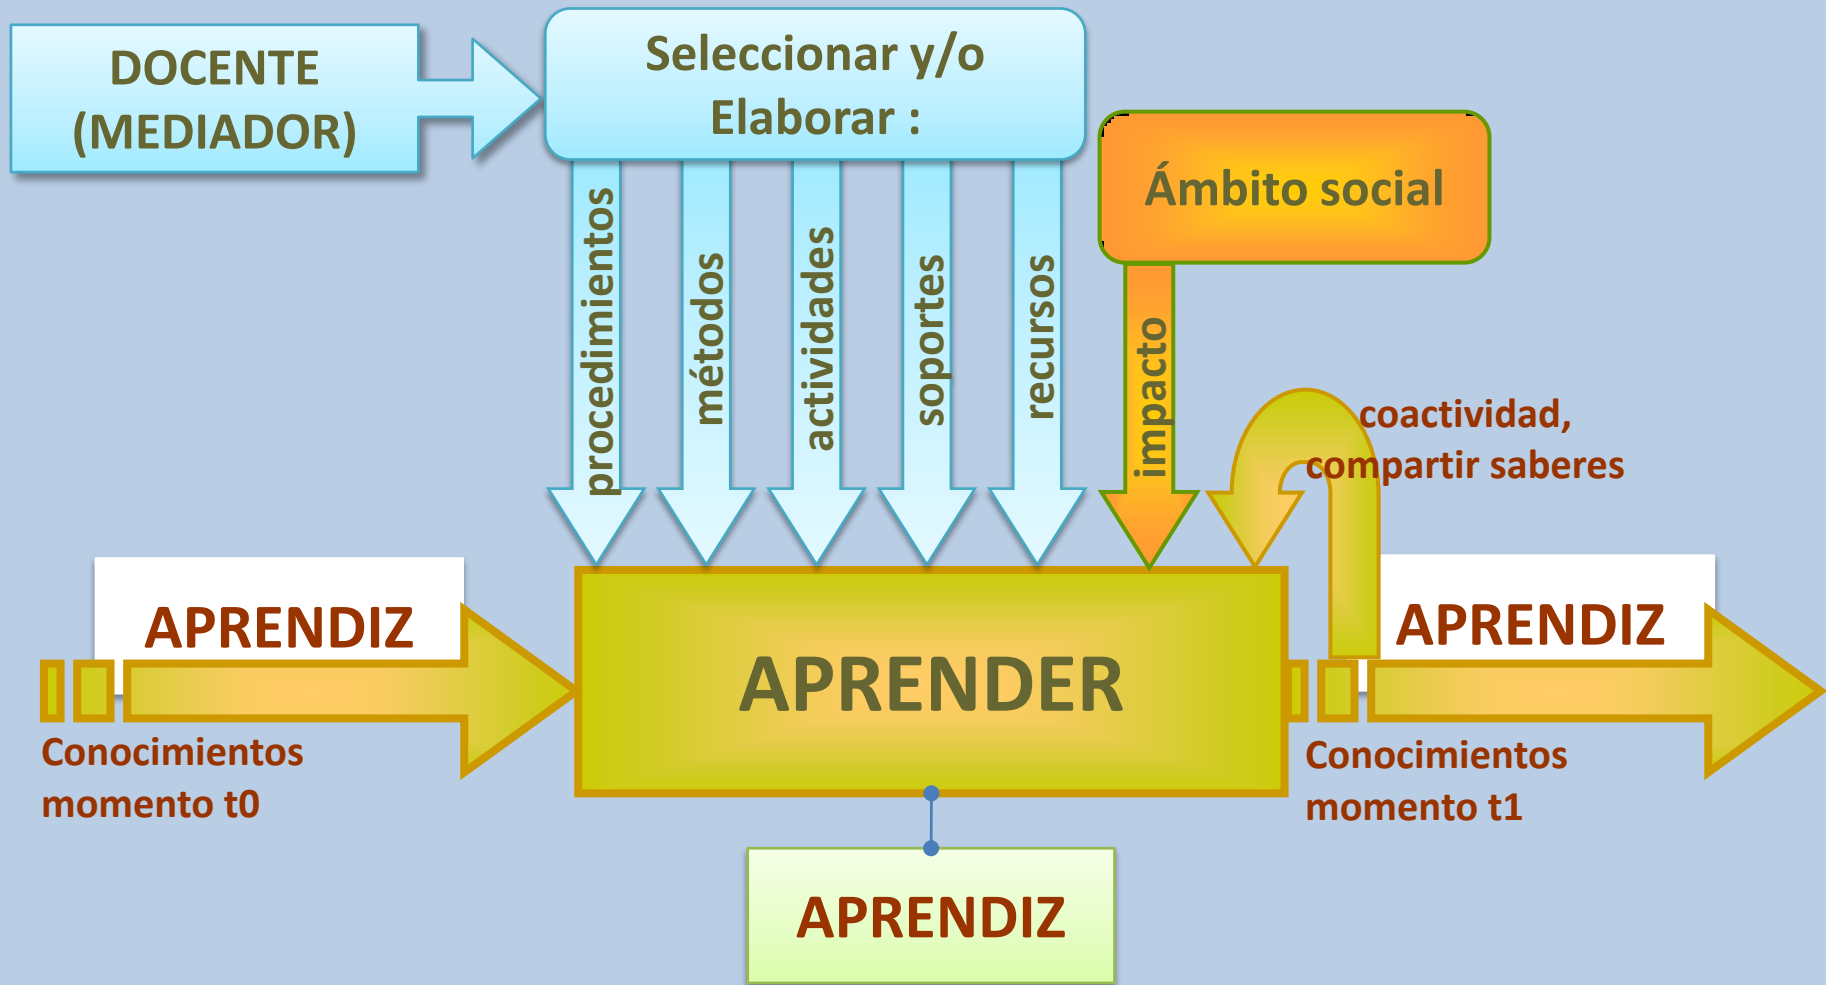 DOCENTE
(MEDIADOR)
Seleccionar y/o
Elaborar :
Ámbito social
procedimientos
métodos
actividades
soportes
recursos
impacto
coactividad,
compartir saberes
APRENDIZ
APRENDER
APRENDIZ
Conocimientos
momento t0
Conocimientos
momento t1
APRENDIZ